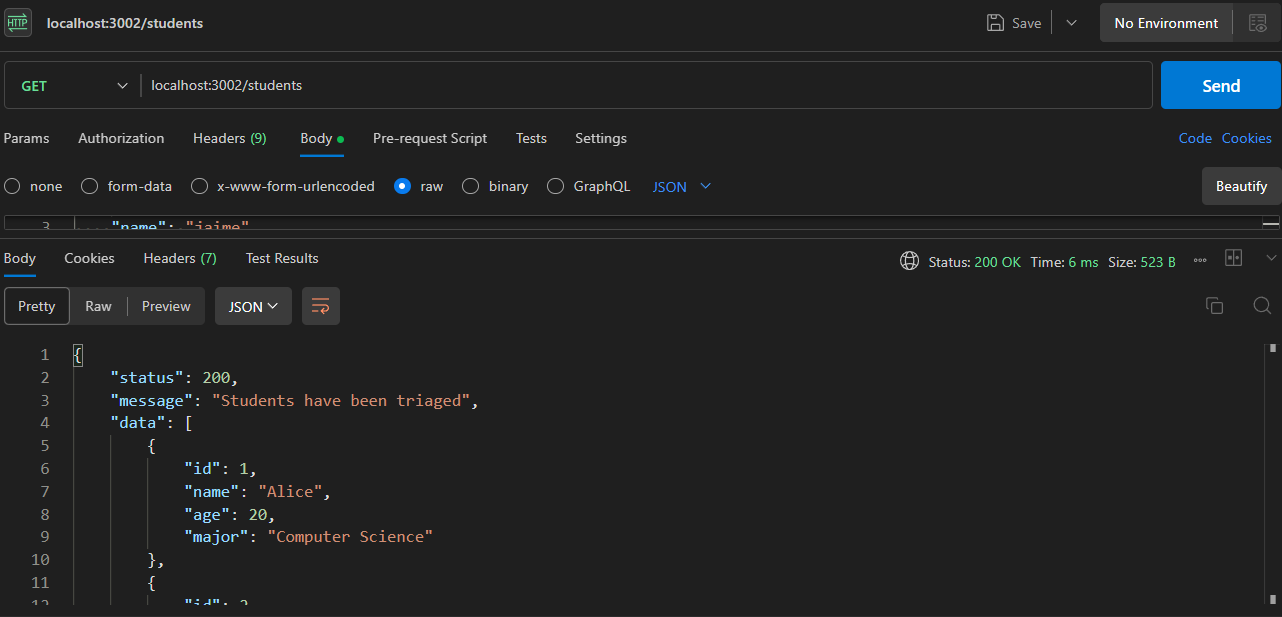 HTTP localhost:3002/students Save No Environment
GET localhost:3002/students Send
Params Authorization Headers (9) Body Pre-request Script Tests Settings Code Cookies
none form-data x-www-form-urlencoded raw binary GraphQL JSON Beautify
3 "name": "jaime"
Body Cookies Headers (7) Test Results Status: 200 OK Time: 6 ms Size: 523 B
Pretty Raw Preview JSON
1 {
2 "status": 200,
3 "message": "Students have been triaged",
4 "data": [
5 {
6 "id": 1,
7 "name": "Alice",
8 "age": 20,
9 "major": "Computer Science"
10 },
11 {
12 "id": 2